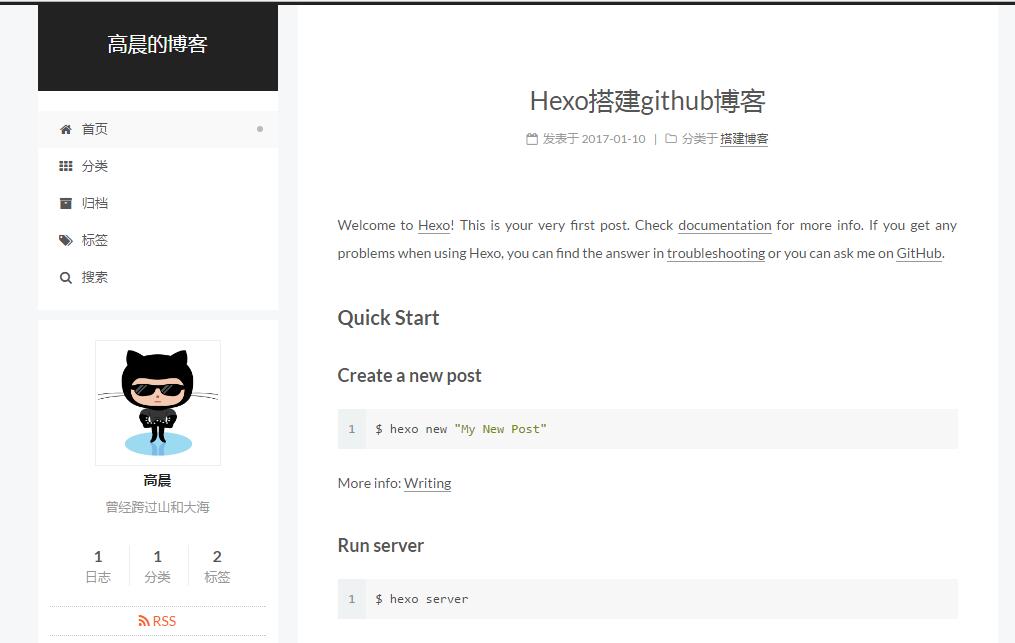 高晨的博客
首页
分类
归档
标签
搜索
高晨
曾经跨过山和大海
1 1 2
日志 分类 标签
RSS
Hexo搭建github博客
发表于 2017-01-10 | 分类于 搭建博客
Welcome to Hexo! This is your very first post. Check documentation for more info. If you get any
problems when using Hexo, you can find the answer in troubleshooting or you can ask me on GitHub.
Quick Start
Create a new post
1 $ hexo new "My New Post"
More info: Writing
Run server
1 $ hexo server